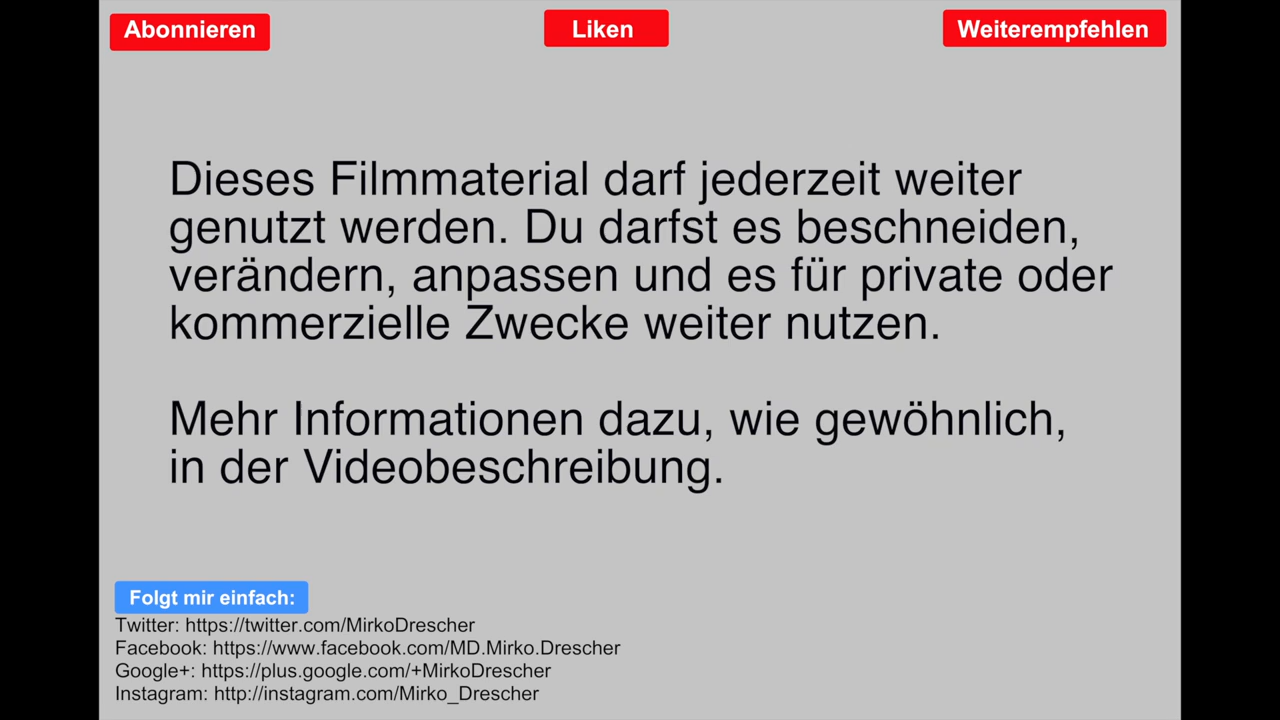 Abonnieren
Liken
Weiterempfehlen
Dieses Filmmaterial darf jederzeit weiter
genutzt werden. Du darfst es beschneiden,
verändern, anpassen und es für private oder
kommerzielle Zwecke weiter nutzen.
Mehr Informationen dazu, wie gewöhnlich,
in der Videobeschreibung.
Folgt mir einfach:
Twitter: https://twitter.com/MirkoDrescher
Facebook: https://www.facebook.com/MD.Mirko.Drescher
Google+: https://plus.google.com/+MirkoDrescher
Instagram: http://instagram.com/Mirko_Drescher